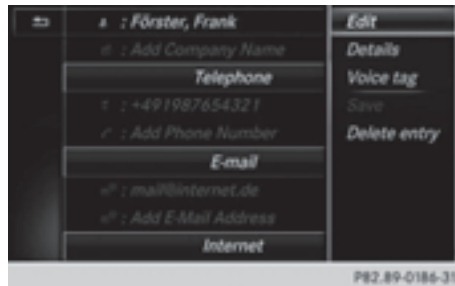 : Förster, Frank
: Add Company Name
Telephone
: +491987654321
: Add Phone Number
E-mail
: mail@internet.de
: Add E-Mail Address
Internet
Edit
Details
Voice tag
Save
Delete entry
P82.89-0186-31